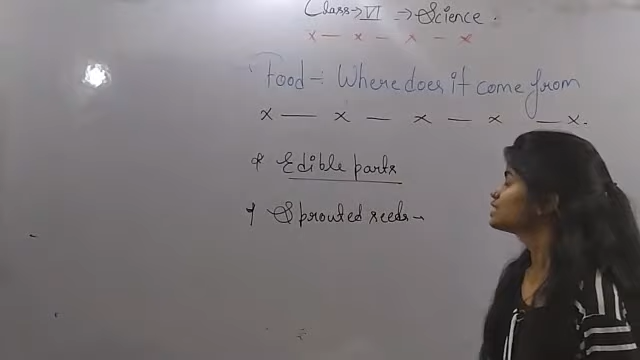 Class → VI → Science.
x — x — x — x
Food :- Where does it come from
x — x — x — x — x.
* Edible parts
* Sprouted seeds →